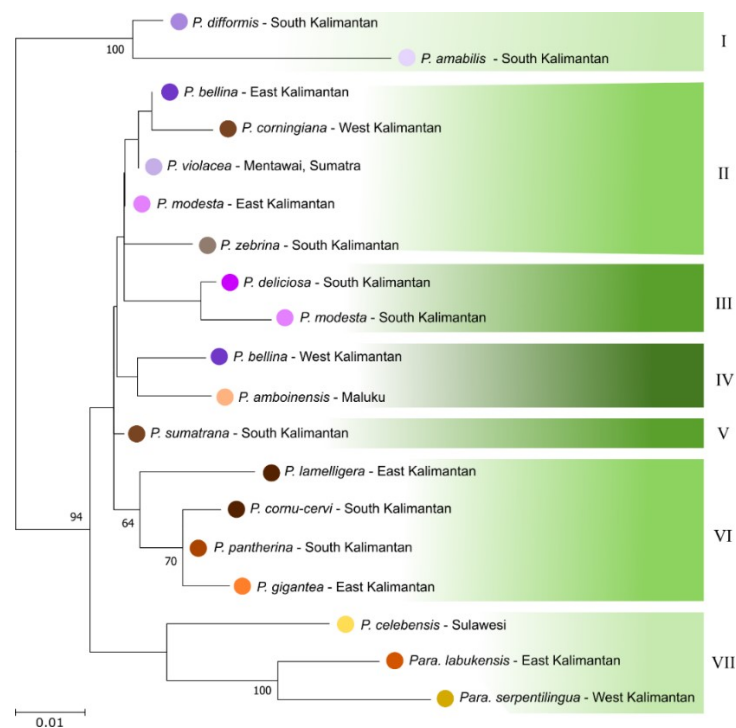 P. difformis - South Kalimantan
I
100
P. amabilis - South Kalimantan
P. bellina - East Kalimantan
P. corningiana - West Kalimantan
P. violacea - Mentawai, Sumatra
II
P. modesta - East Kalimantan
P. zebrina - South Kalimantan
P. deliciosa - South Kalimantan
III
P. modesta - South Kalimantan
P. bellina - West Kalimantan
IV
P. amboinensis - Maluku
P. sumatrana - South Kalimantan
V
P. lamelligera - East Kalimantan
94
64
P. cornu-cervi - South Kalimantan
VI
P. pantherina - South Kalimantan
70
P. gigantea - East Kalimantan
P. celebensis - Sulawesi
Para. labukensis - East Kalimantan
VII
100
Para. serpentilingua - West Kalimantan
0.01